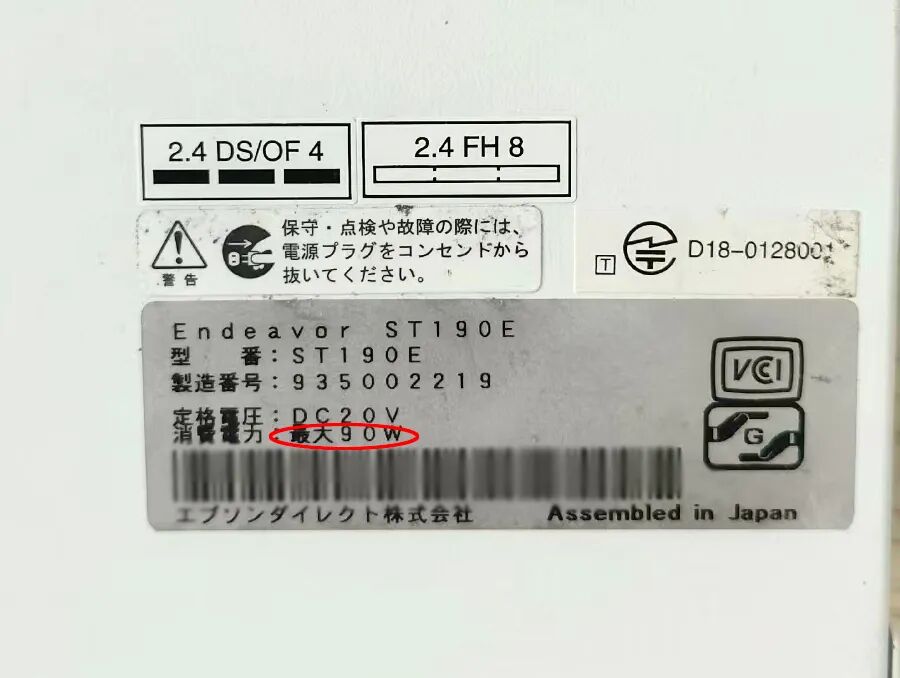 2.4 DS/OF 4
2.4 FH 8
保守・点検や故障の際には、
電源プラグをコンセンドから
抜いてください。
警告
T
D18-0128001
Endeavor ST190E
型　番：ST190E
製造番号：935002219
定格電圧：DC20V
消費電力：最大90W
VCCI
G
エプソンダイレクト株式会社
Assembled in Japan